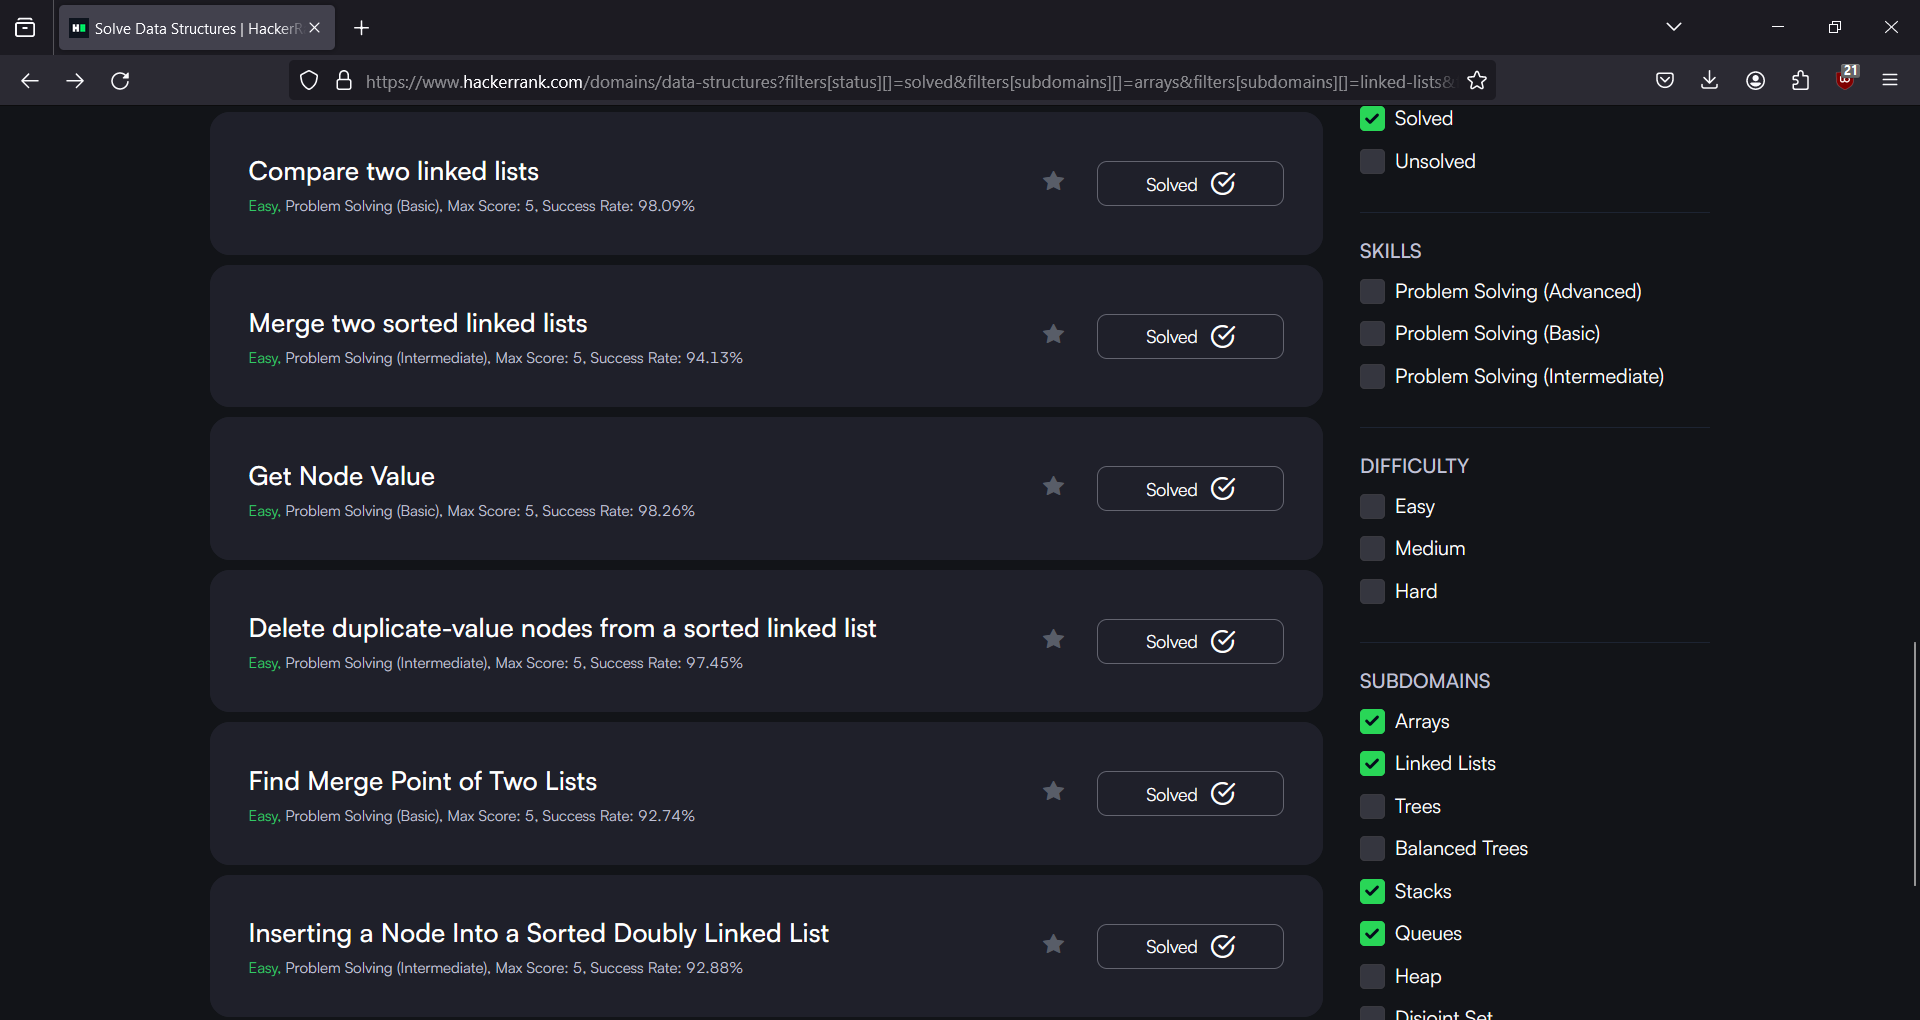 Solve Data Structures | HackerR
https://www.hackerrank.com/domains/data-structures?filters[status][]=solved&filters[subdomains][]=arrays&filters[subdomains][]=linked-lists&
21
Compare two linked lists
Easy, Problem Solving (Basic), Max Score: 5, Success Rate: 98.09%
Solved
Merge two sorted linked lists
Easy, Problem Solving (Intermediate), Max Score: 5, Success Rate: 94.13%
Solved
Get Node Value
Easy, Problem Solving (Basic), Max Score: 5, Success Rate: 98.26%
Solved
Delete duplicate-value nodes from a sorted linked list
Easy, Problem Solving (Intermediate), Max Score: 5, Success Rate: 97.45%
Solved
Find Merge Point of Two Lists
Easy, Problem Solving (Basic), Max Score: 5, Success Rate: 92.74%
Solved
Inserting a Node Into a Sorted Doubly Linked List
Easy, Problem Solving (Intermediate), Max Score: 5, Success Rate: 92.88%
Solved
Solved
Unsolved
SKILLS
Problem Solving (Advanced)
Problem Solving (Basic)
Problem Solving (Intermediate)
DIFFICULTY
Easy
Medium
Hard
SUBDOMAINS
Arrays
Linked Lists
Trees
Balanced Trees
Stacks
Queues
Heap
Disjoint Set